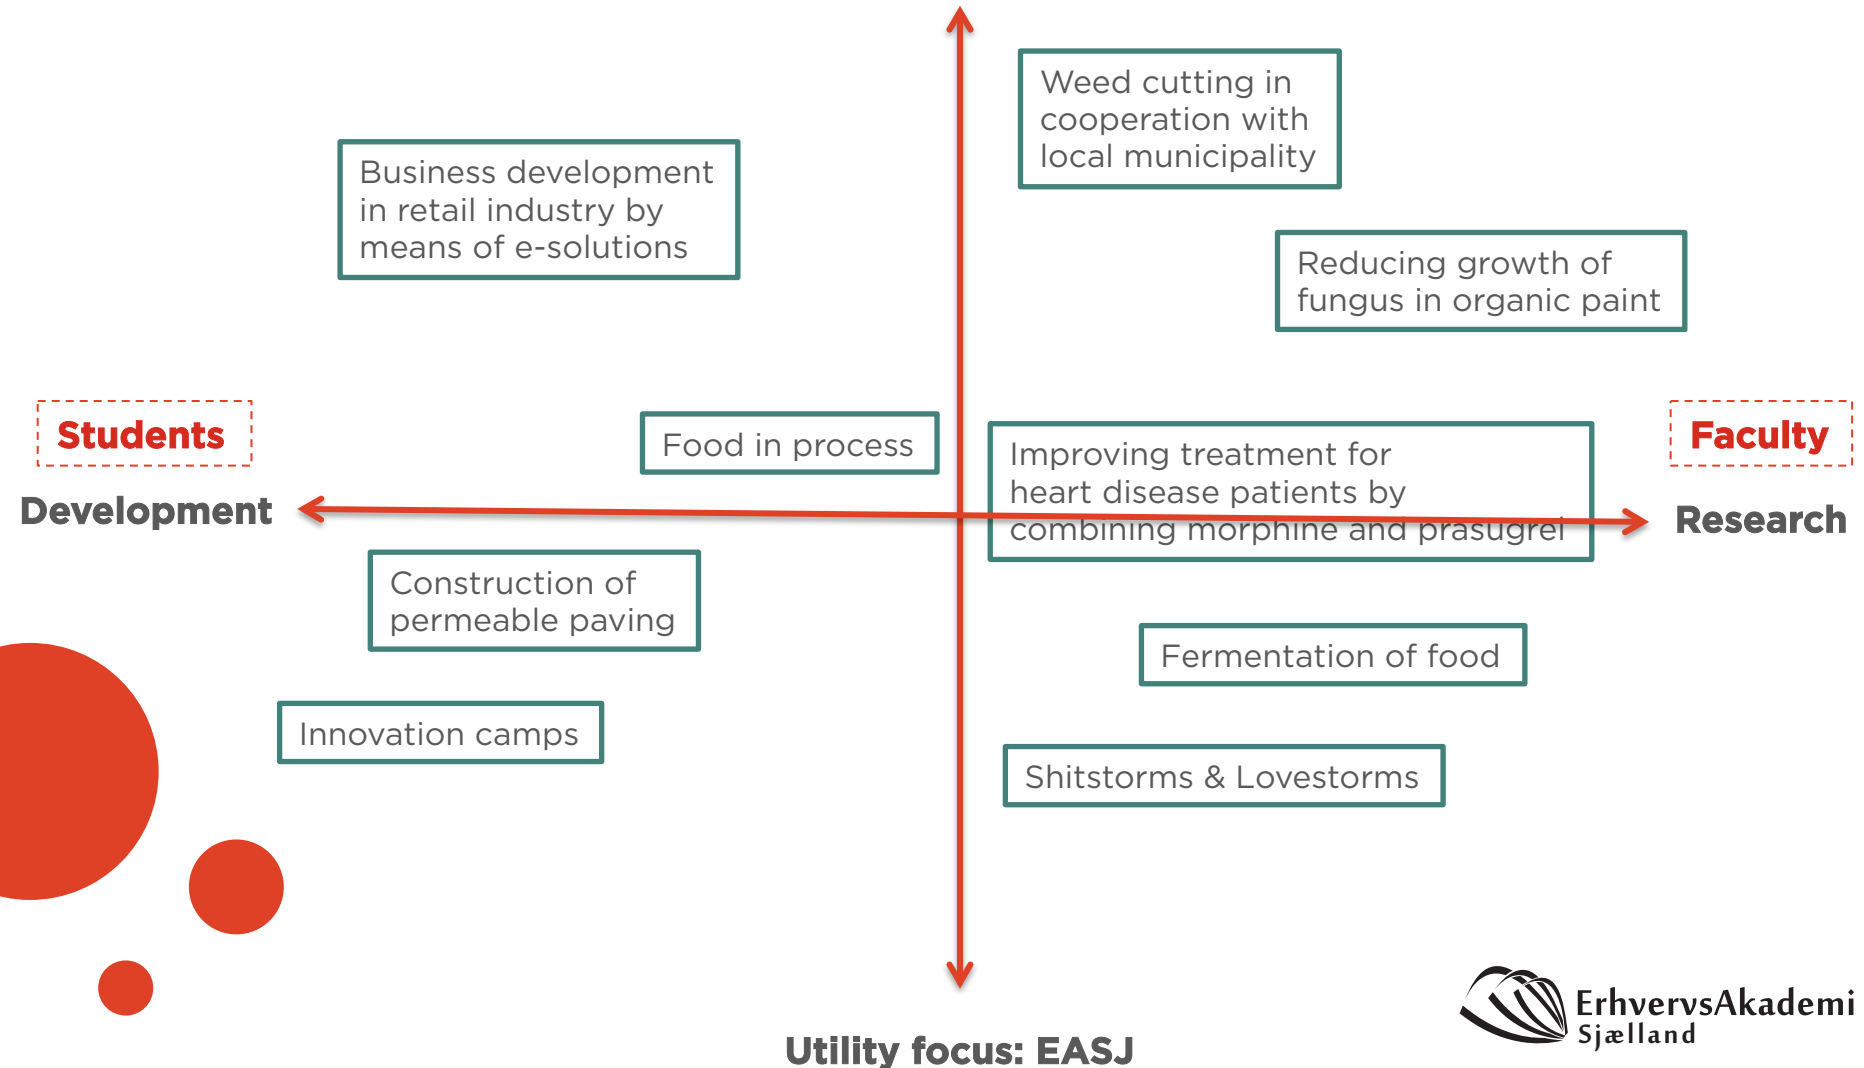 Weed cutting in
cooperation with
local municipality
Business development
in retail industry by
means of e-solutions
Reducing growth of
fungus in organic paint
Students
Faculty
Food in process
Improving treatment for
heart disease patients by
combining morphine and prasugrel
Development
Research
Construction of
permeable paving
Fermentation of food
Innovation camps
Shitstorms & Lovestorms
ErhvervsAkademi
Sjælland
Utility focus: EASJ